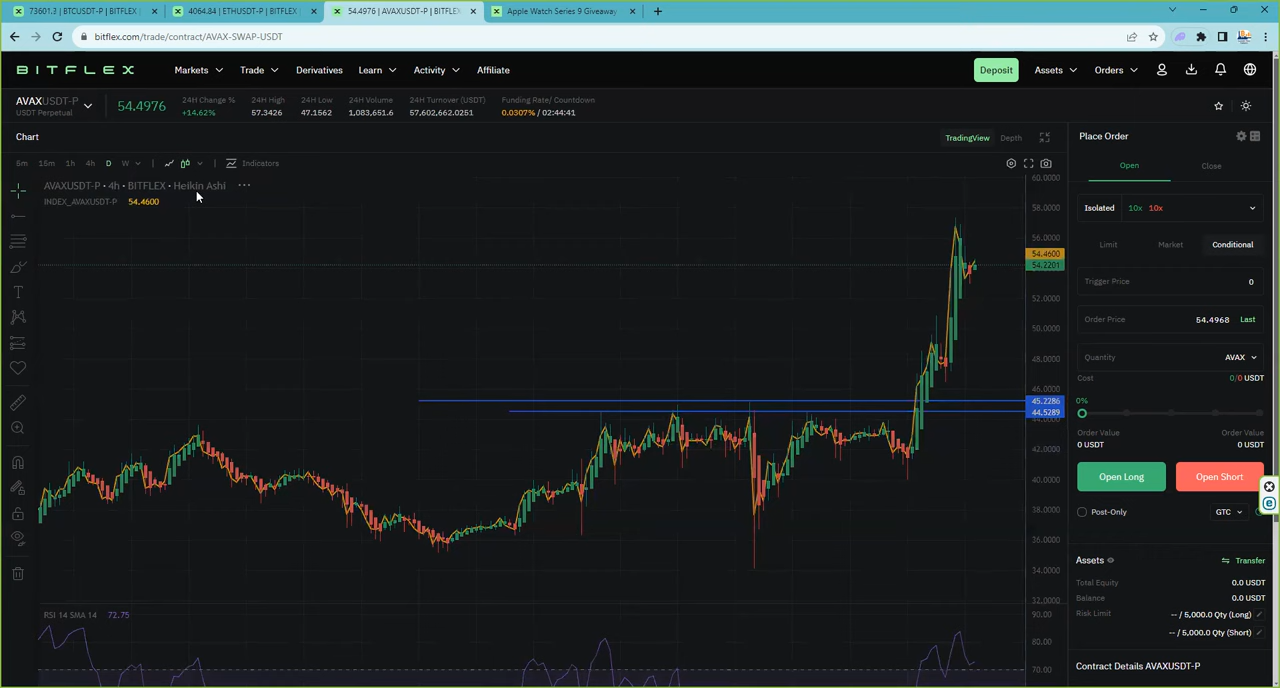 73601.3 | BTCUSDT-P | BITFLEX
4064.84 | ETHUSDT-P | BITFLEX
54.4976 | AVAXUSDT-P | BITFLEX
Apple Watch Series 9 Giveaway
bitflex.com/trade/contract/AVAX-SWAP-USDT
BITFLEX
Markets
Trade
Derivatives
Learn
Activity
Affiliate
Deposit
Assets
Orders
AVAXUSDT-P
USDT Perpetual
54.4976
24H Change %
+14.62%
24H High
57.3426
24H Low
47.1562
24H Volume
1,083,651.6
24H Turnover (USDT)
57,602,662.0251
Funding Rate/ Countdown
0.0307% / 02:44:41
Chart
TradingView
Depth
5m 15m 1h 4h D W
Indicators
AVAXUSDT-P • 4h • BITFLEX • Heikin Ashi
INDEX_AVAXUSDT-P 54.4600
60.0000
58.0000
56.0000
54.4600
54.2201
52.0000
50.0000
48.0000
46.0000
45.2286
44.5289
42.0000
40.0000
38.0000
36.0000
34.0000
32.0000
RSI 14 SMA 14 72.75
90.00
80.00
70.00
Place Order
Open
Close
Isolated 10x 10x
Limit
Market
Conditional
Trigger Price 0
Order Price 54.4968 Last
Quantity AVAX
Cost 0/0 USDT
0%
Order Value
0 USDT
Order Value
0 USDT
Open Long
Open Short
Post-Only
GTC
Assets
Transfer
Total Equity 0.0 USDT
Balance 0.0 USDT
Risk Limit -- / 5,000.0 Qty (Long)
-- / 5,000.0 Qty (Short)
Contract Details AVAXUSDT-P